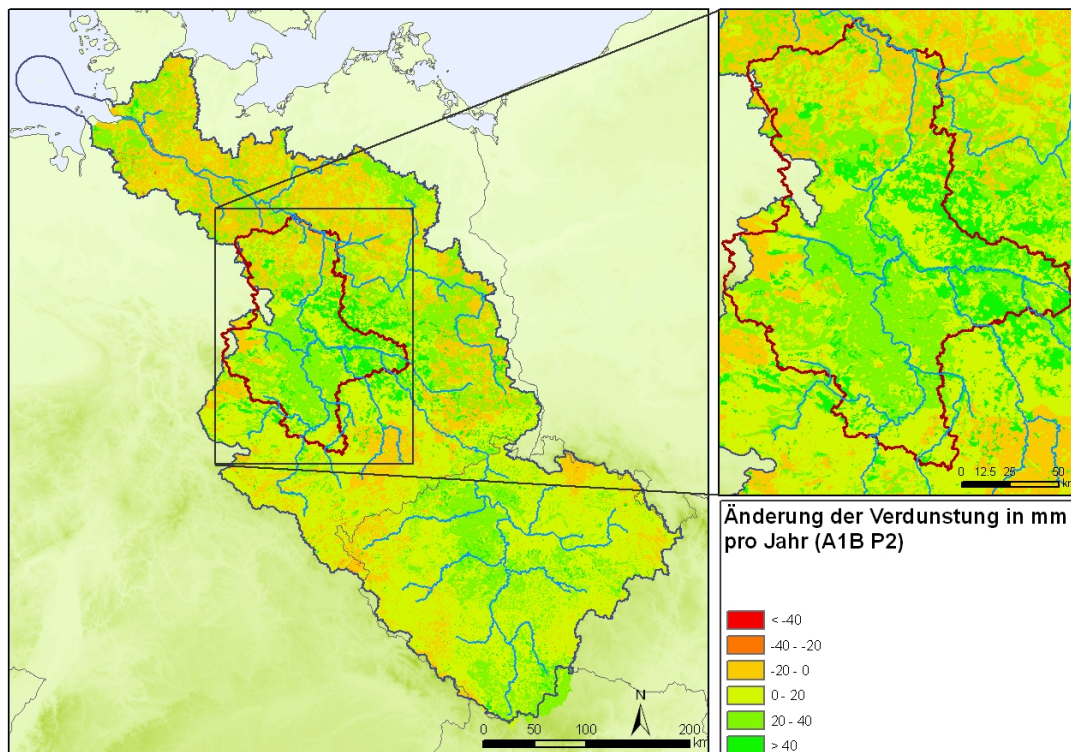 0 12.5 25 50
km
Änderung der Verdunstung in mm
pro Jahr (A1B P2)
< -40
-40 - -20
-20 - 0
0 - 20
20 - 40
> 40
N
0 50 100 200
km